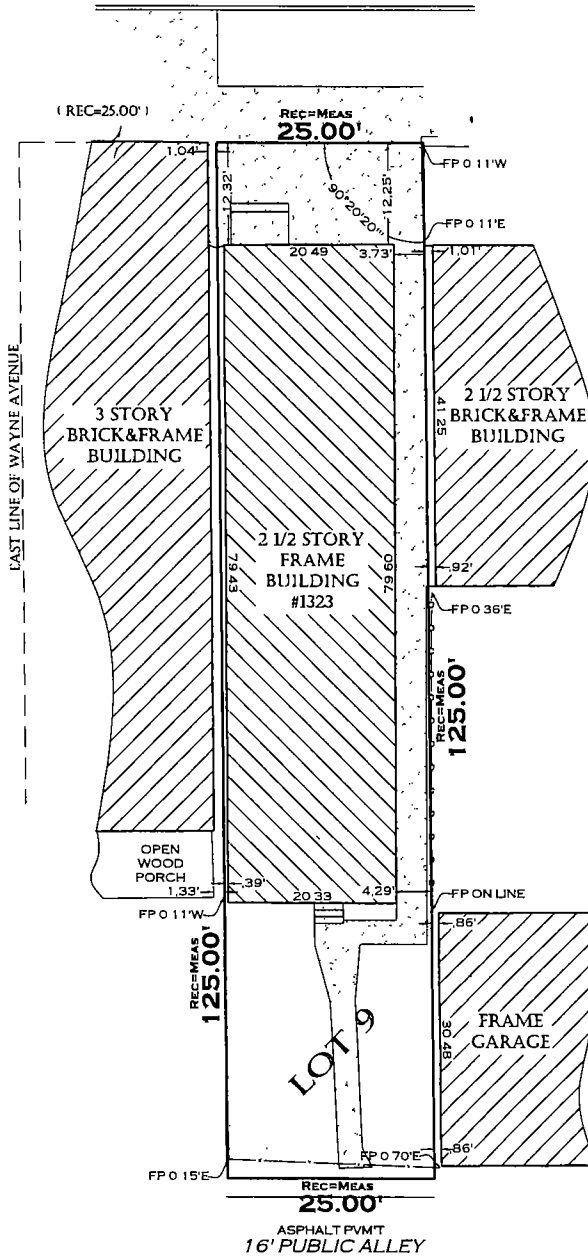 REC=MEAS
25.00'
( REC=25.00' )
1.04'
FP 0 11'W
12.32'
90°20'20"
12.25'
FP 0 11'E
20 49
3.73'
1.01'
EAST LINE OF WAYNE AVENUE
3 STORY
BRICK&FRAME
BUILDING
2 1/2 STORY
BRICK&FRAME
BUILDING
41 25
2 1/2 STORY
FRAME
BUILDING
#1323
79 43
79 60
.92'
FP 0 36'E
REC=MEAS
125.00'
OPEN
WOOD
PORCH
1.33'
.39'
20 33
4.29'
FP ON LINE
FP 0 11'W
.86'
REC=MEAS
125.00'
LOT 9
FRAME
GARAGE
30 48
.86'
FP 0 70'E
FP 0 15'E
REC=MEAS
25.00'
ASPHALT PVM'T
16' PUBLIC ALLEY